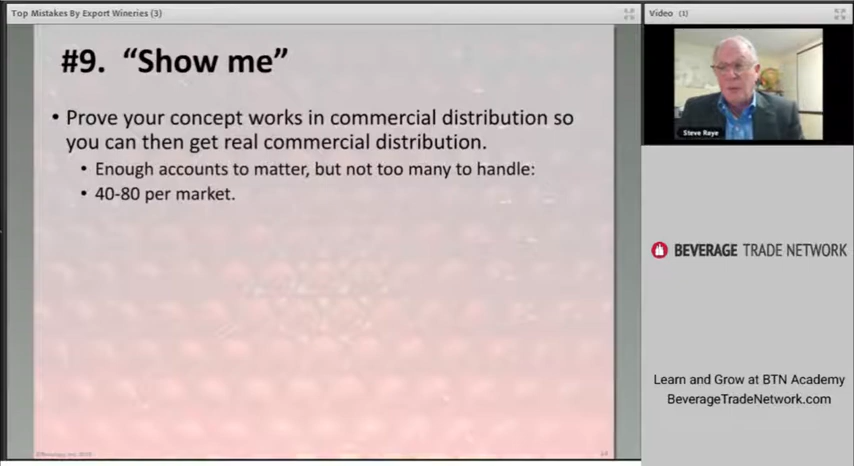 Top Mistakes By Export Wineries (3)
Video (1)
#9. “Show me”
• Prove your concept works in commercial distribution so
you can then get real commercial distribution.
• Enough accounts to matter, but not too many to handle:
• 40-80 per market.
Steve Raye
BEVERAGE TRADE NETWORK
Learn and Grow at BTN Academy
BeverageTradeNetwork.com